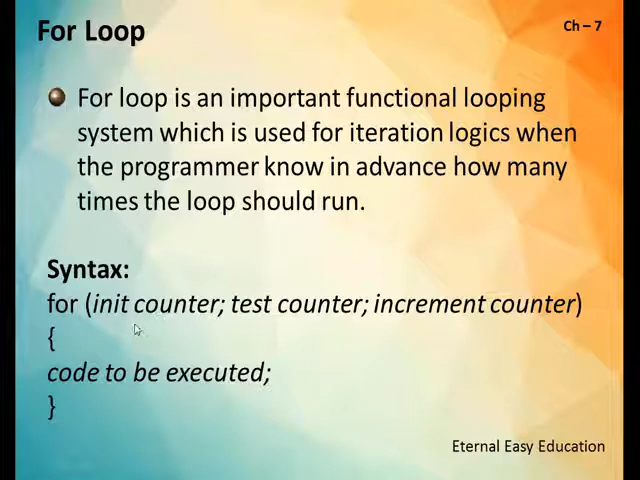 For Loop
Ch – 7
For loop is an important functional looping
system which is used for iteration logics when
the programmer know in advance how many
times the loop should run.
Syntax:
for (init counter; test counter; increment counter)
{
code to be executed;
}
Eternal Easy Education